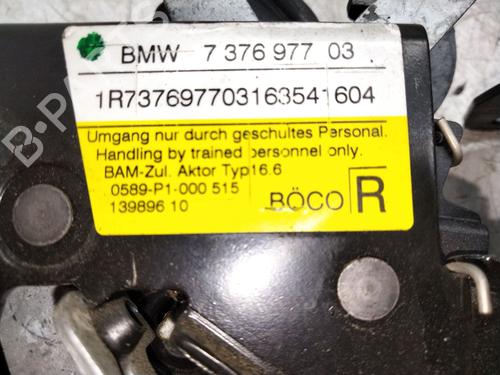 BMW 7 376 977 03
1R737697703163541604
Umgang nur durch geschultes Personal.
Handling by trained personnel only.
BAM-Zul. Aktor Typ16.6
0589-P1-000 515
139896 10
BÖCO R